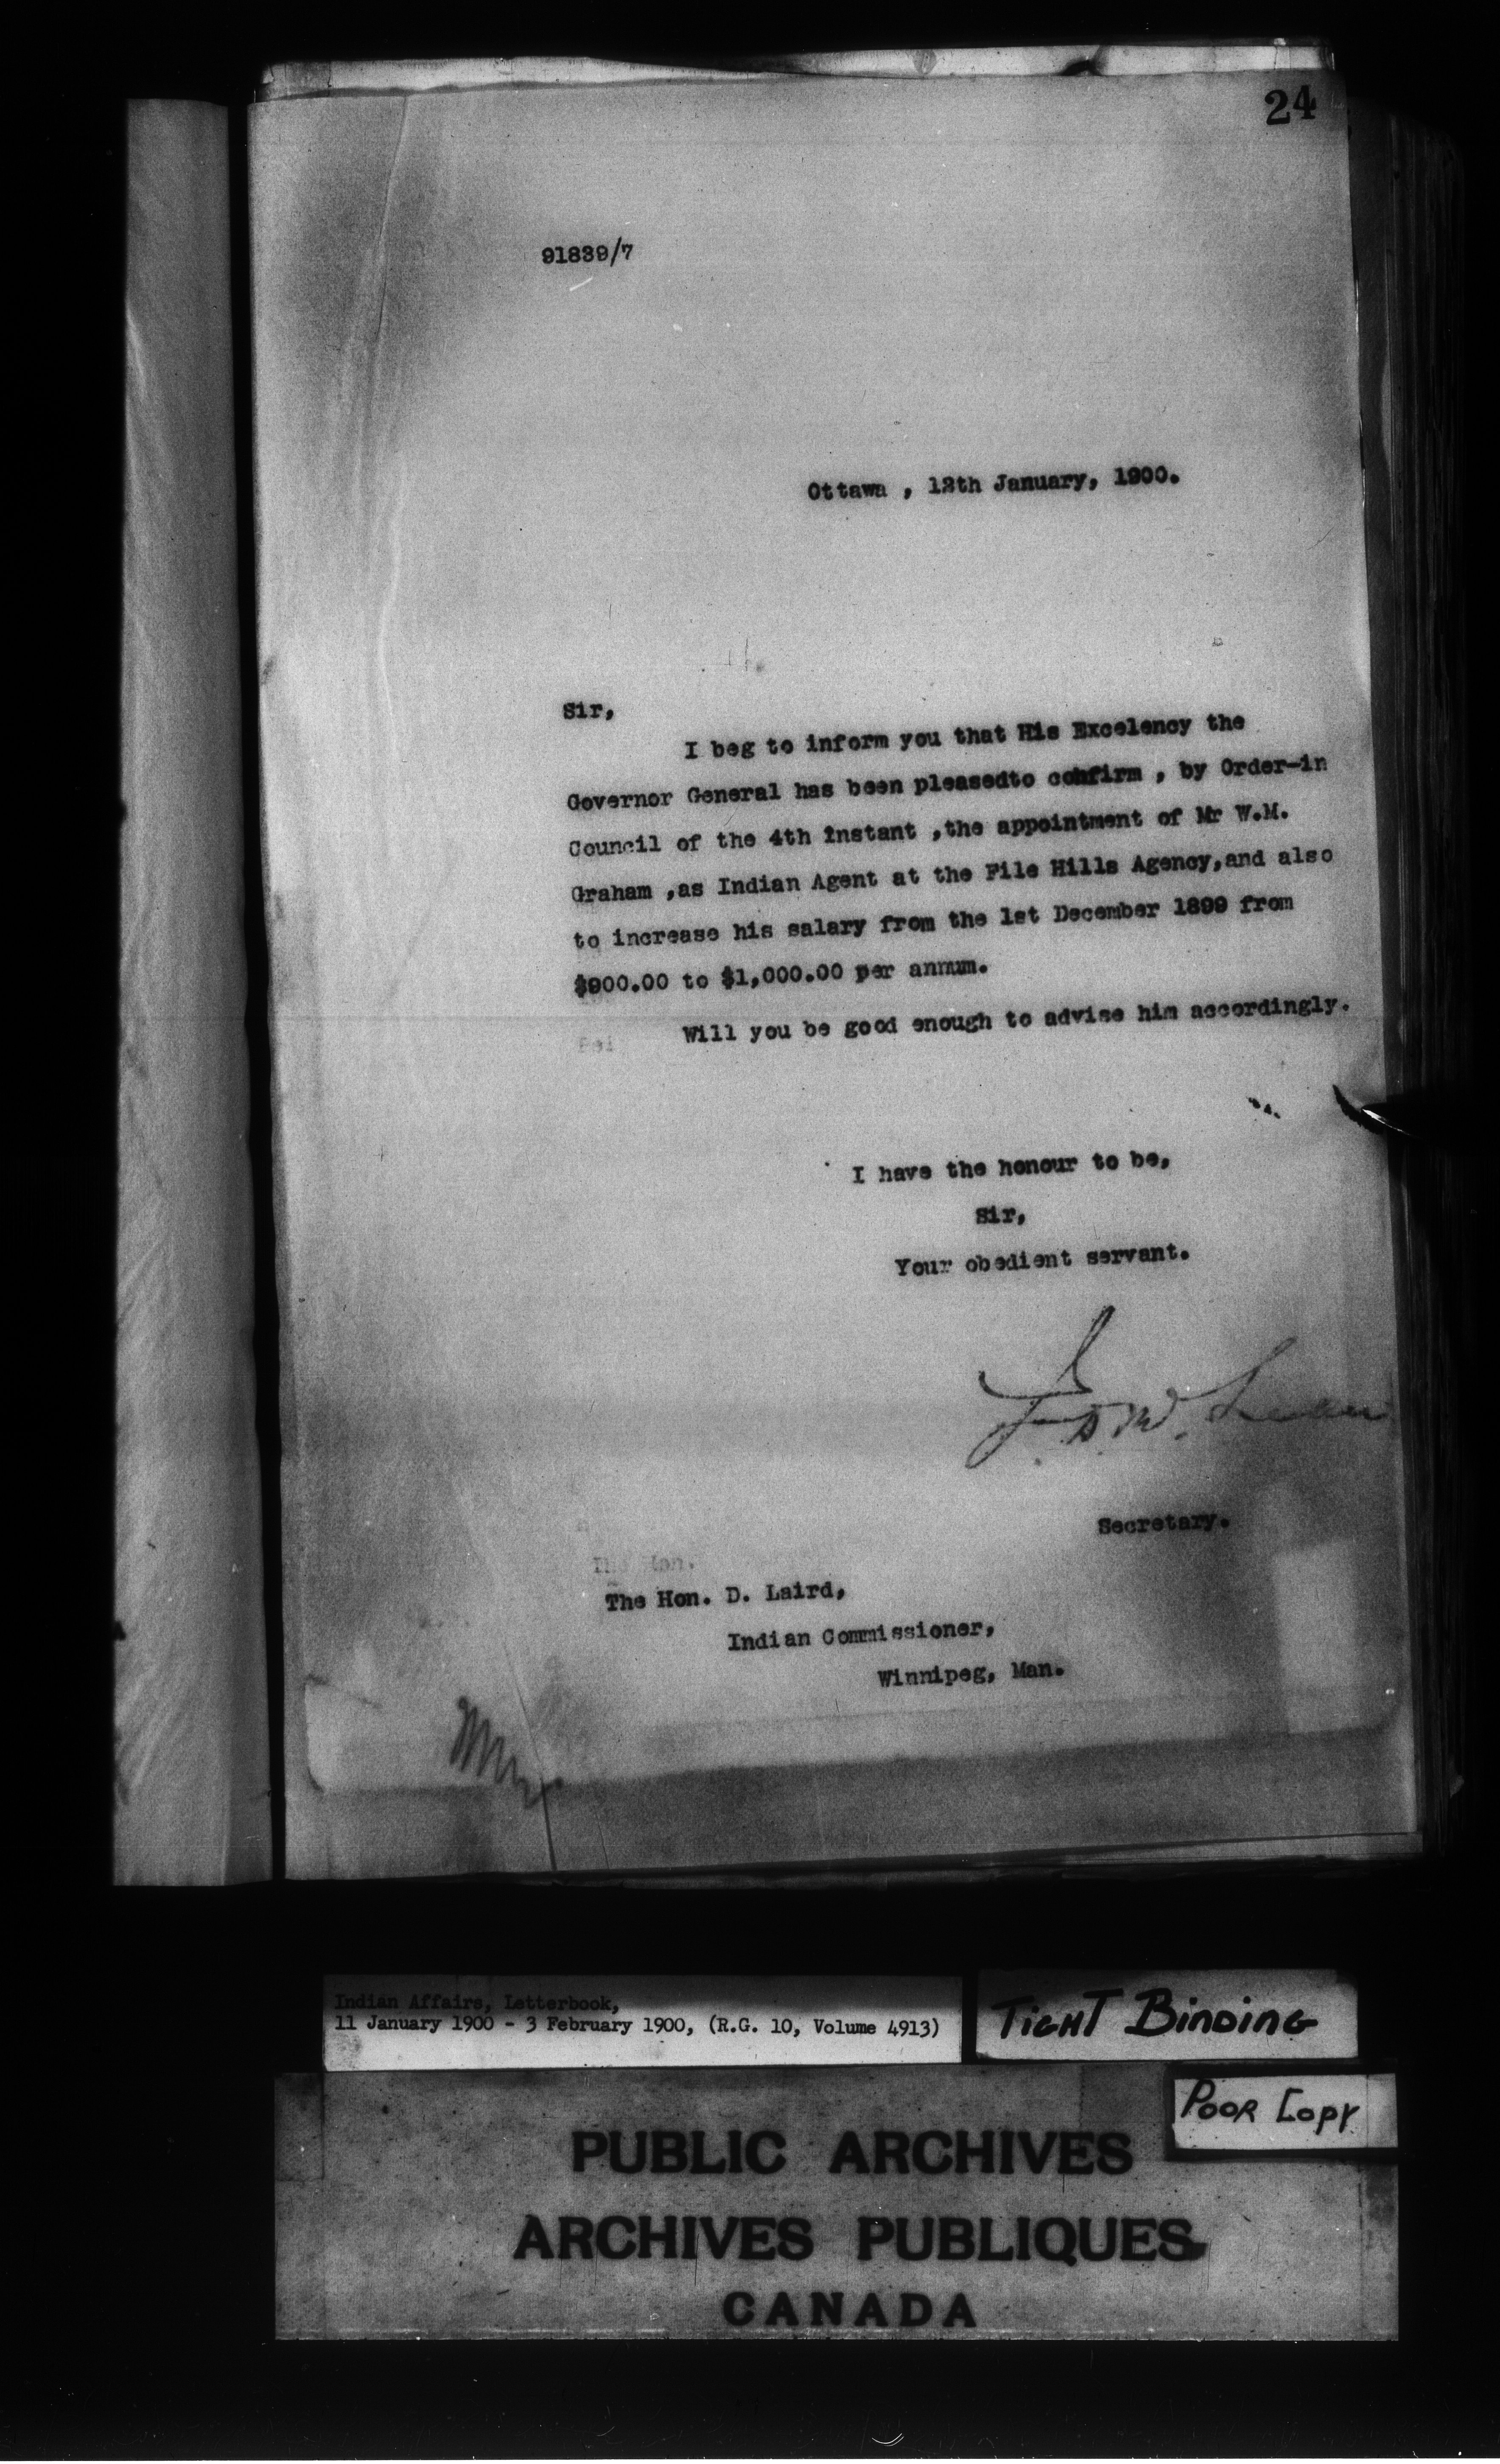 24
91839/7
Ottawa , 12th January, 1900.
Sir,
I beg to inform you that His Excelency the
Governor General has been pleasedto confirm , by Order-in
Council of the 4th instant ,the appointment of Mr W.M.
Graham ,as Indian Agent at the File Hills Agency,and also
to increase his salary from the 1st December 1899 from
$900.00 to $1,000.00 per annum.
Will you be good enough to advise him accordingly.
I have the honour to be,
Sir,
Your obedient servant.
Secretary.
The Hon.
The Hon. D. Laird,
Indian Commissioner,
Winnipeg, Man.
Indian Affairs, Letterbook,
11 January 1900 - 3 February 1900, (R.G. 10, Volume 4913)
TIGHT BINDING
POOR COPY
PUBLIC ARCHIVES
ARCHIVES PUBLIQUES
CANADA